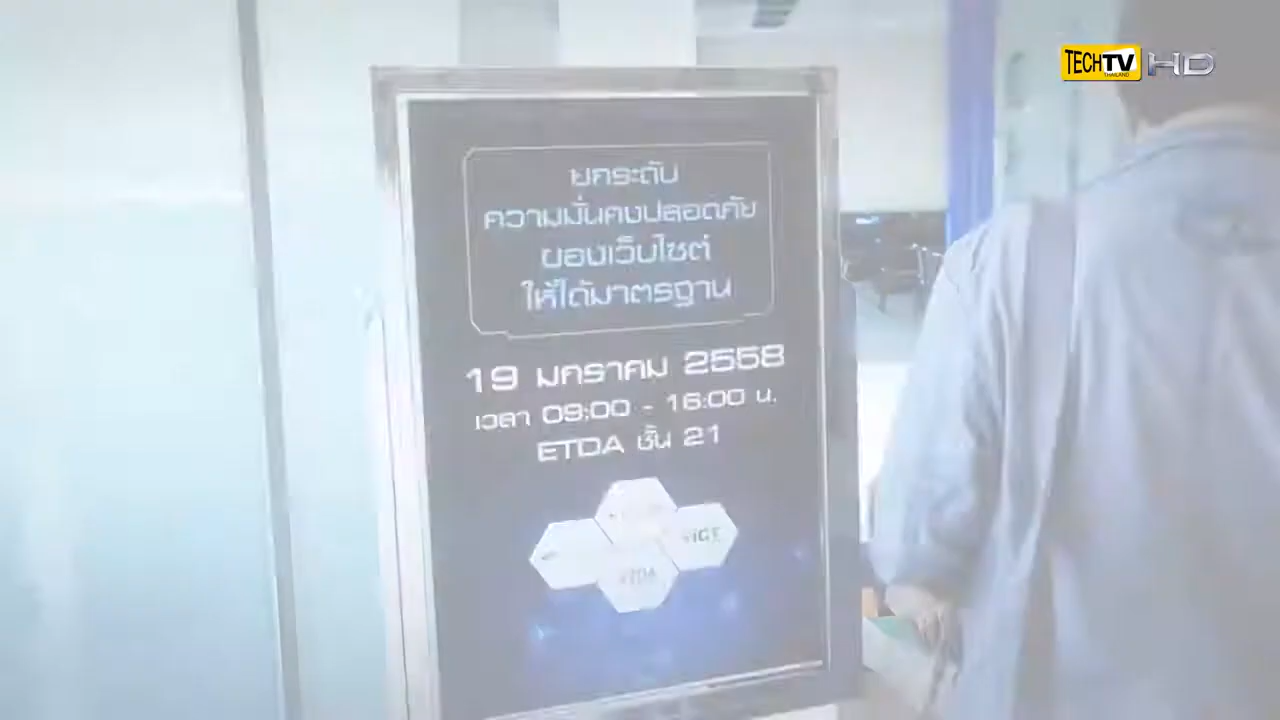 TECHTV HD
THAILAND
ยกระดับ
ความมั่นคงปลอดภัย
ของเว็บไซต์
ให้ได้มาตรฐาน
19 มกราคม 2558
เวลา 09:00 - 16:00 น.
ETDA ชั้น 21
ETDA